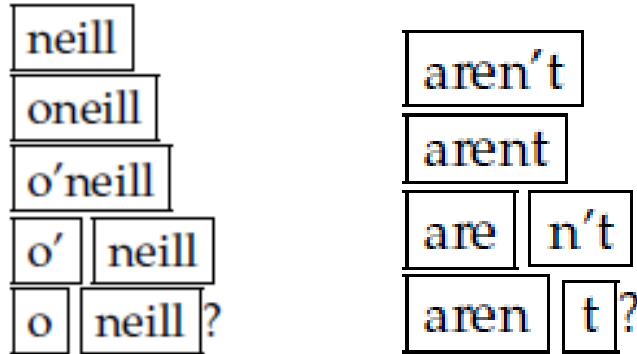 neill
oneill
o′neill
o′ neill
o neill ?
aren′t
arent
are n′t
aren t ?